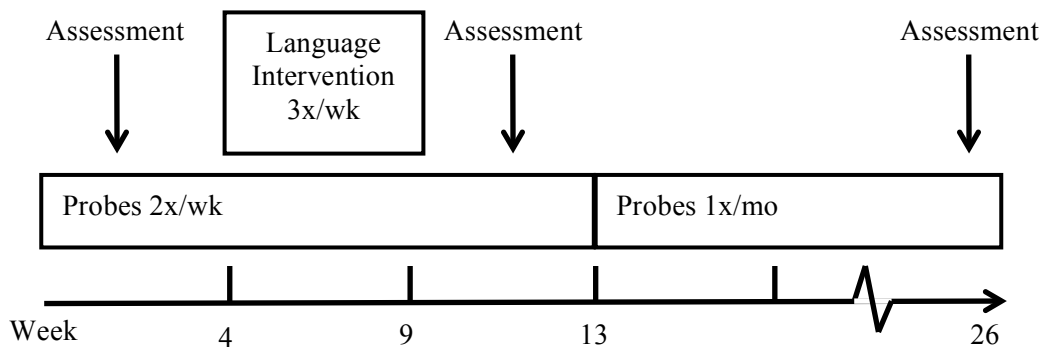 Assessment
Language
Intervention
3x/wk
Assessment
Assessment
Probes 2x/wk
Probes 1x/mo
Week
4
9
13
26